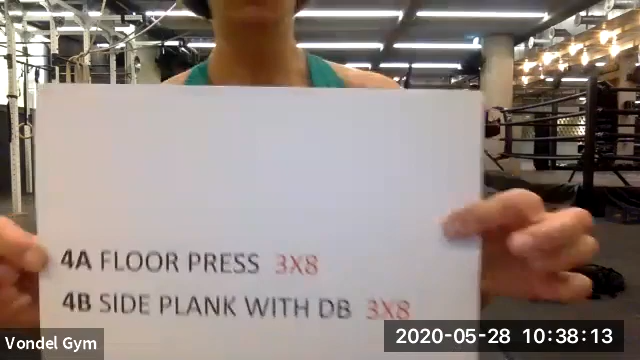 4A FLOOR PRESS 3X8
4B SIDE PLANK WITH DB 3X8
Vondel Gym
2020-05-28 10:38:13